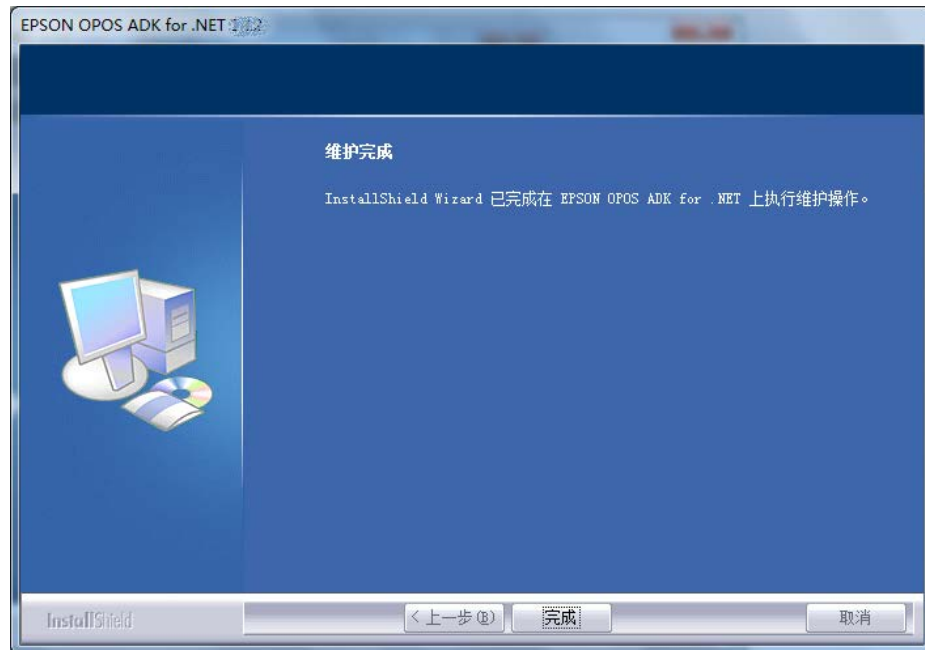 EPSON OPOS ADK for .NET
维护完成
InstallShield Wizard 已完成在 EPSON OPOS ADK for .NET 上执行维护操作。
InstallShield
< 上一步(B)
完成
取消